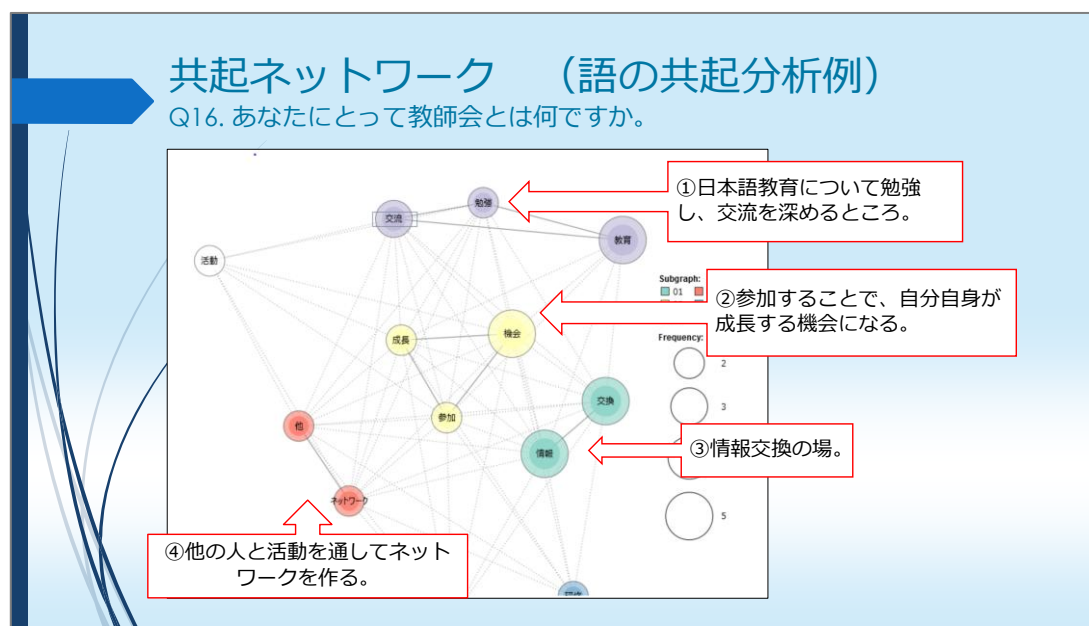 共起ネットワーク　（語の共起分析例）
Q16. あなたにとって教師会とは何ですか。
①日本語教育について勉強
し、交流を深めるところ。
勉強
交流
教育
活動
Subgraph:
01
②参加することで、自分自身が
成長する機会になる。
機会
成長
Frequency:
2
交換
3
参加
他
③情報交換の場。
情報
ネットワーク
5
④他の人と活動を通してネット
ワークを作る。